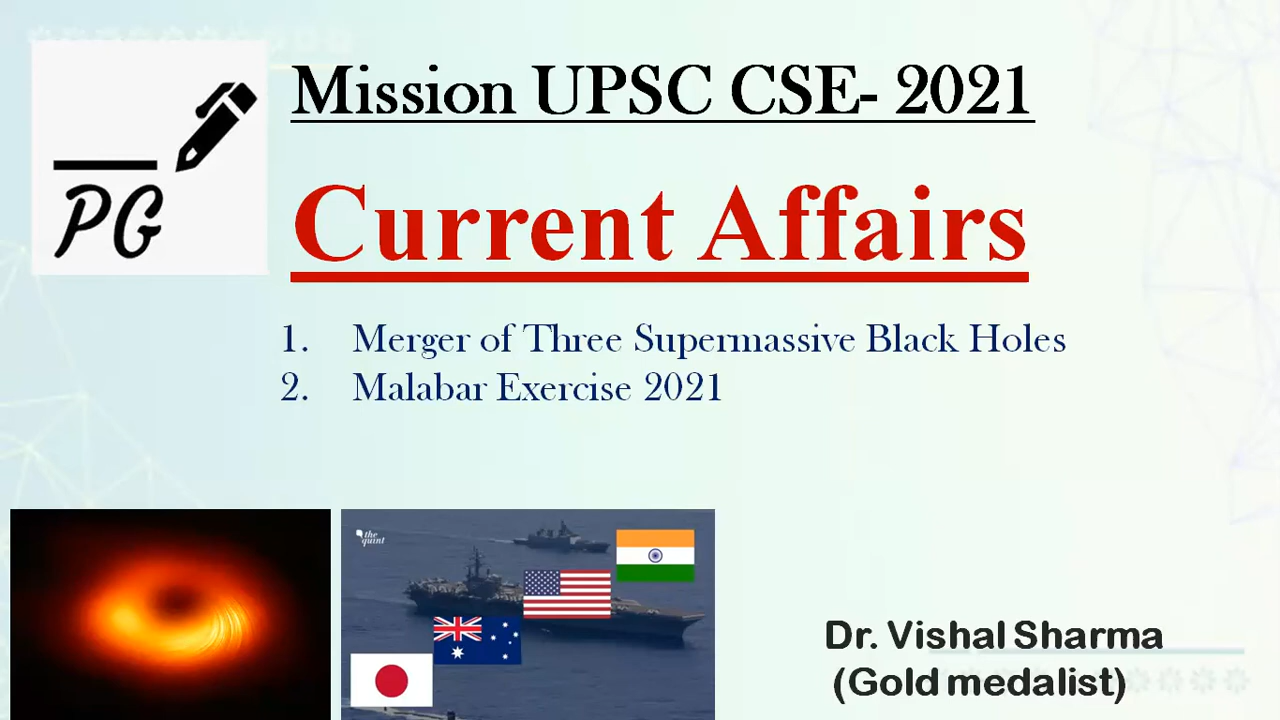 Mission UPSC CSE- 2021
PG
Current Affairs
1. Merger of Three Supermassive Black Holes
2. Malabar Exercise 2021
the
quint
Dr. Vishal Sharma
(Gold medalist)